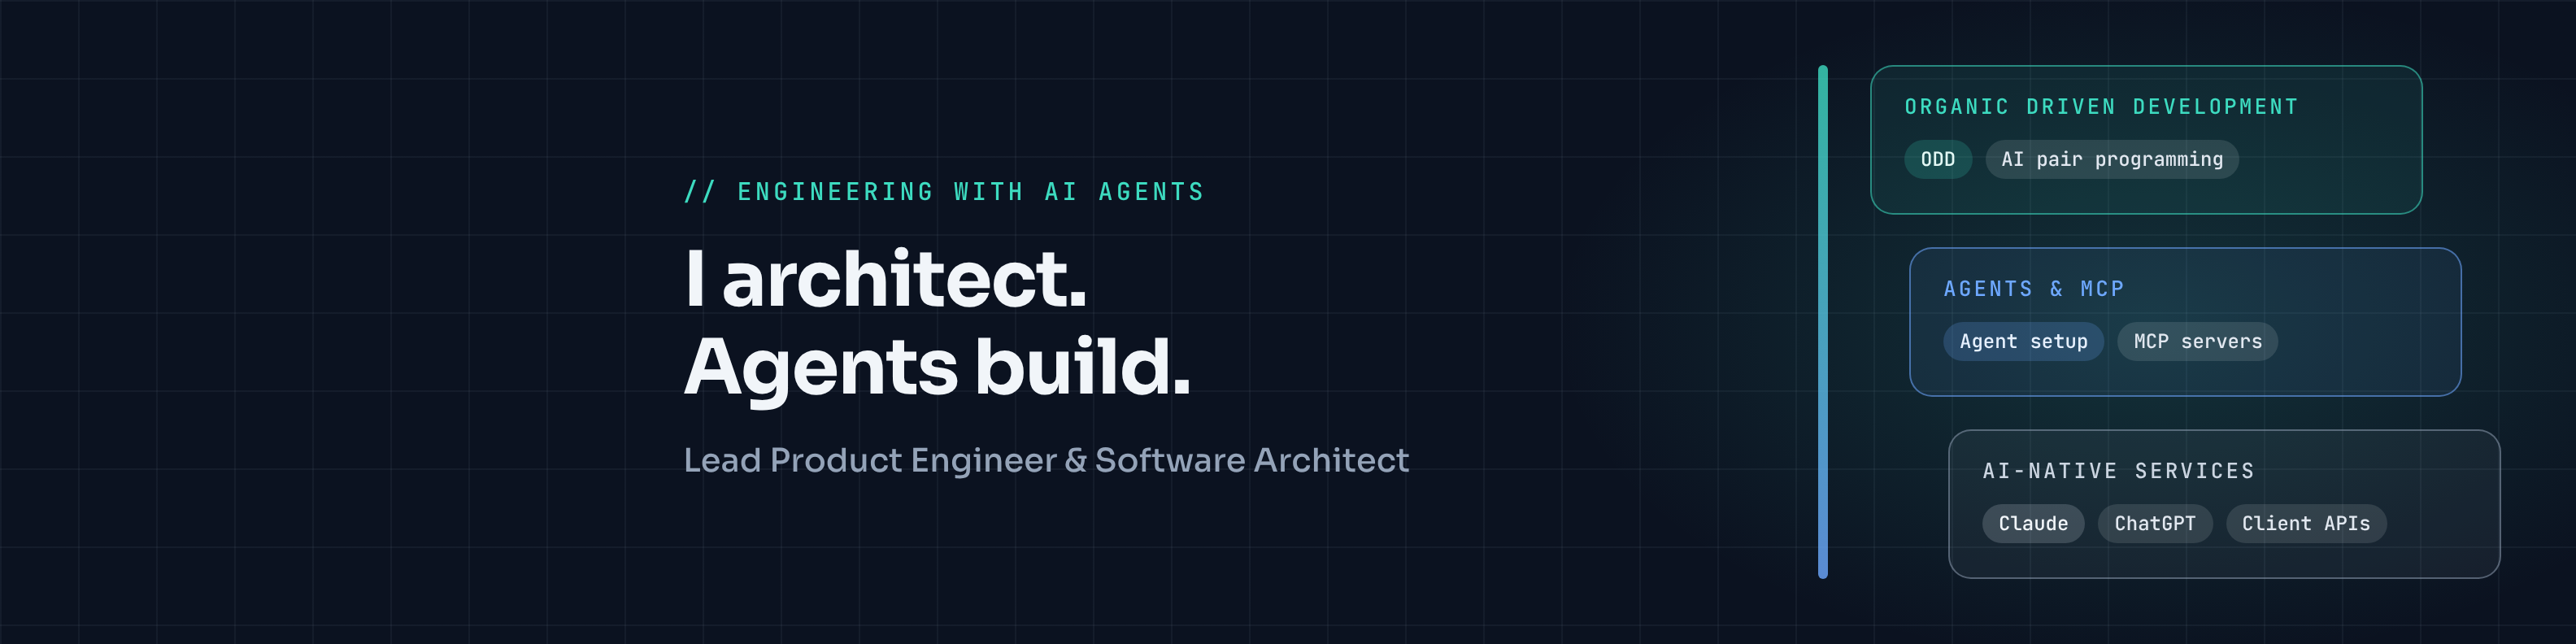 // ENGINEERING WITH AI AGENTS
I architect.
Agents build.
Lead Product Engineer & Software Architect
ORGANIC DRIVEN DEVELOPMENT
ODD AI pair programming
AGENTS & MCP
Agent setup MCP servers
AI-NATIVE SERVICES
Claude ChatGPT Client APIs